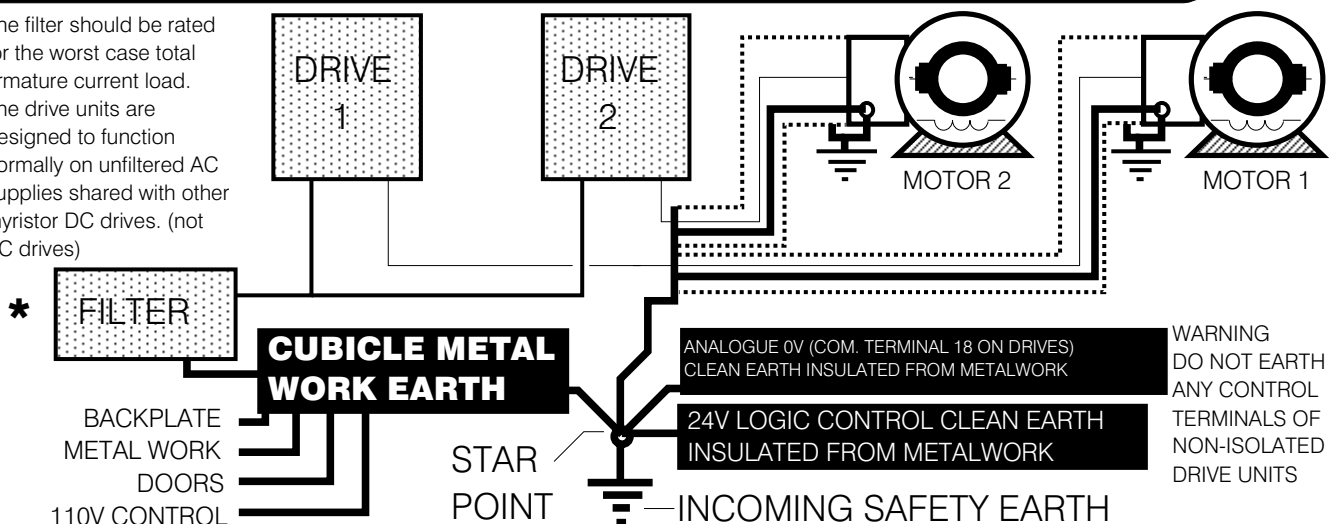 he filter should be rated
or the worst case total
rmature current load.
he drive units are
esigned to function
ormally on unfiltered AC
upplies shared with other
hyristor DC drives. (not
C drives)
DRIVE
1
DRIVE
2
MOTOR 2
MOTOR 1
*
FILTER
CUBICLE METAL
WORK EARTH
ANALOGUE 0V (COM. TERMINAL 18 ON DRIVES)
CLEAN EARTH INSULATED FROM METALWORK
24V LOGIC CONTROL CLEAN EARTH
INSULATED FROM METALWORK
WARNING
DO NOT EARTH
ANY CONTROL
TERMINALS OF
NON-ISOLATED
DRIVE UNITS
BACKPLATE
METAL WORK
DOORS
110V CONTROL
STAR
POINT
INCOMING SAFETY EARTH